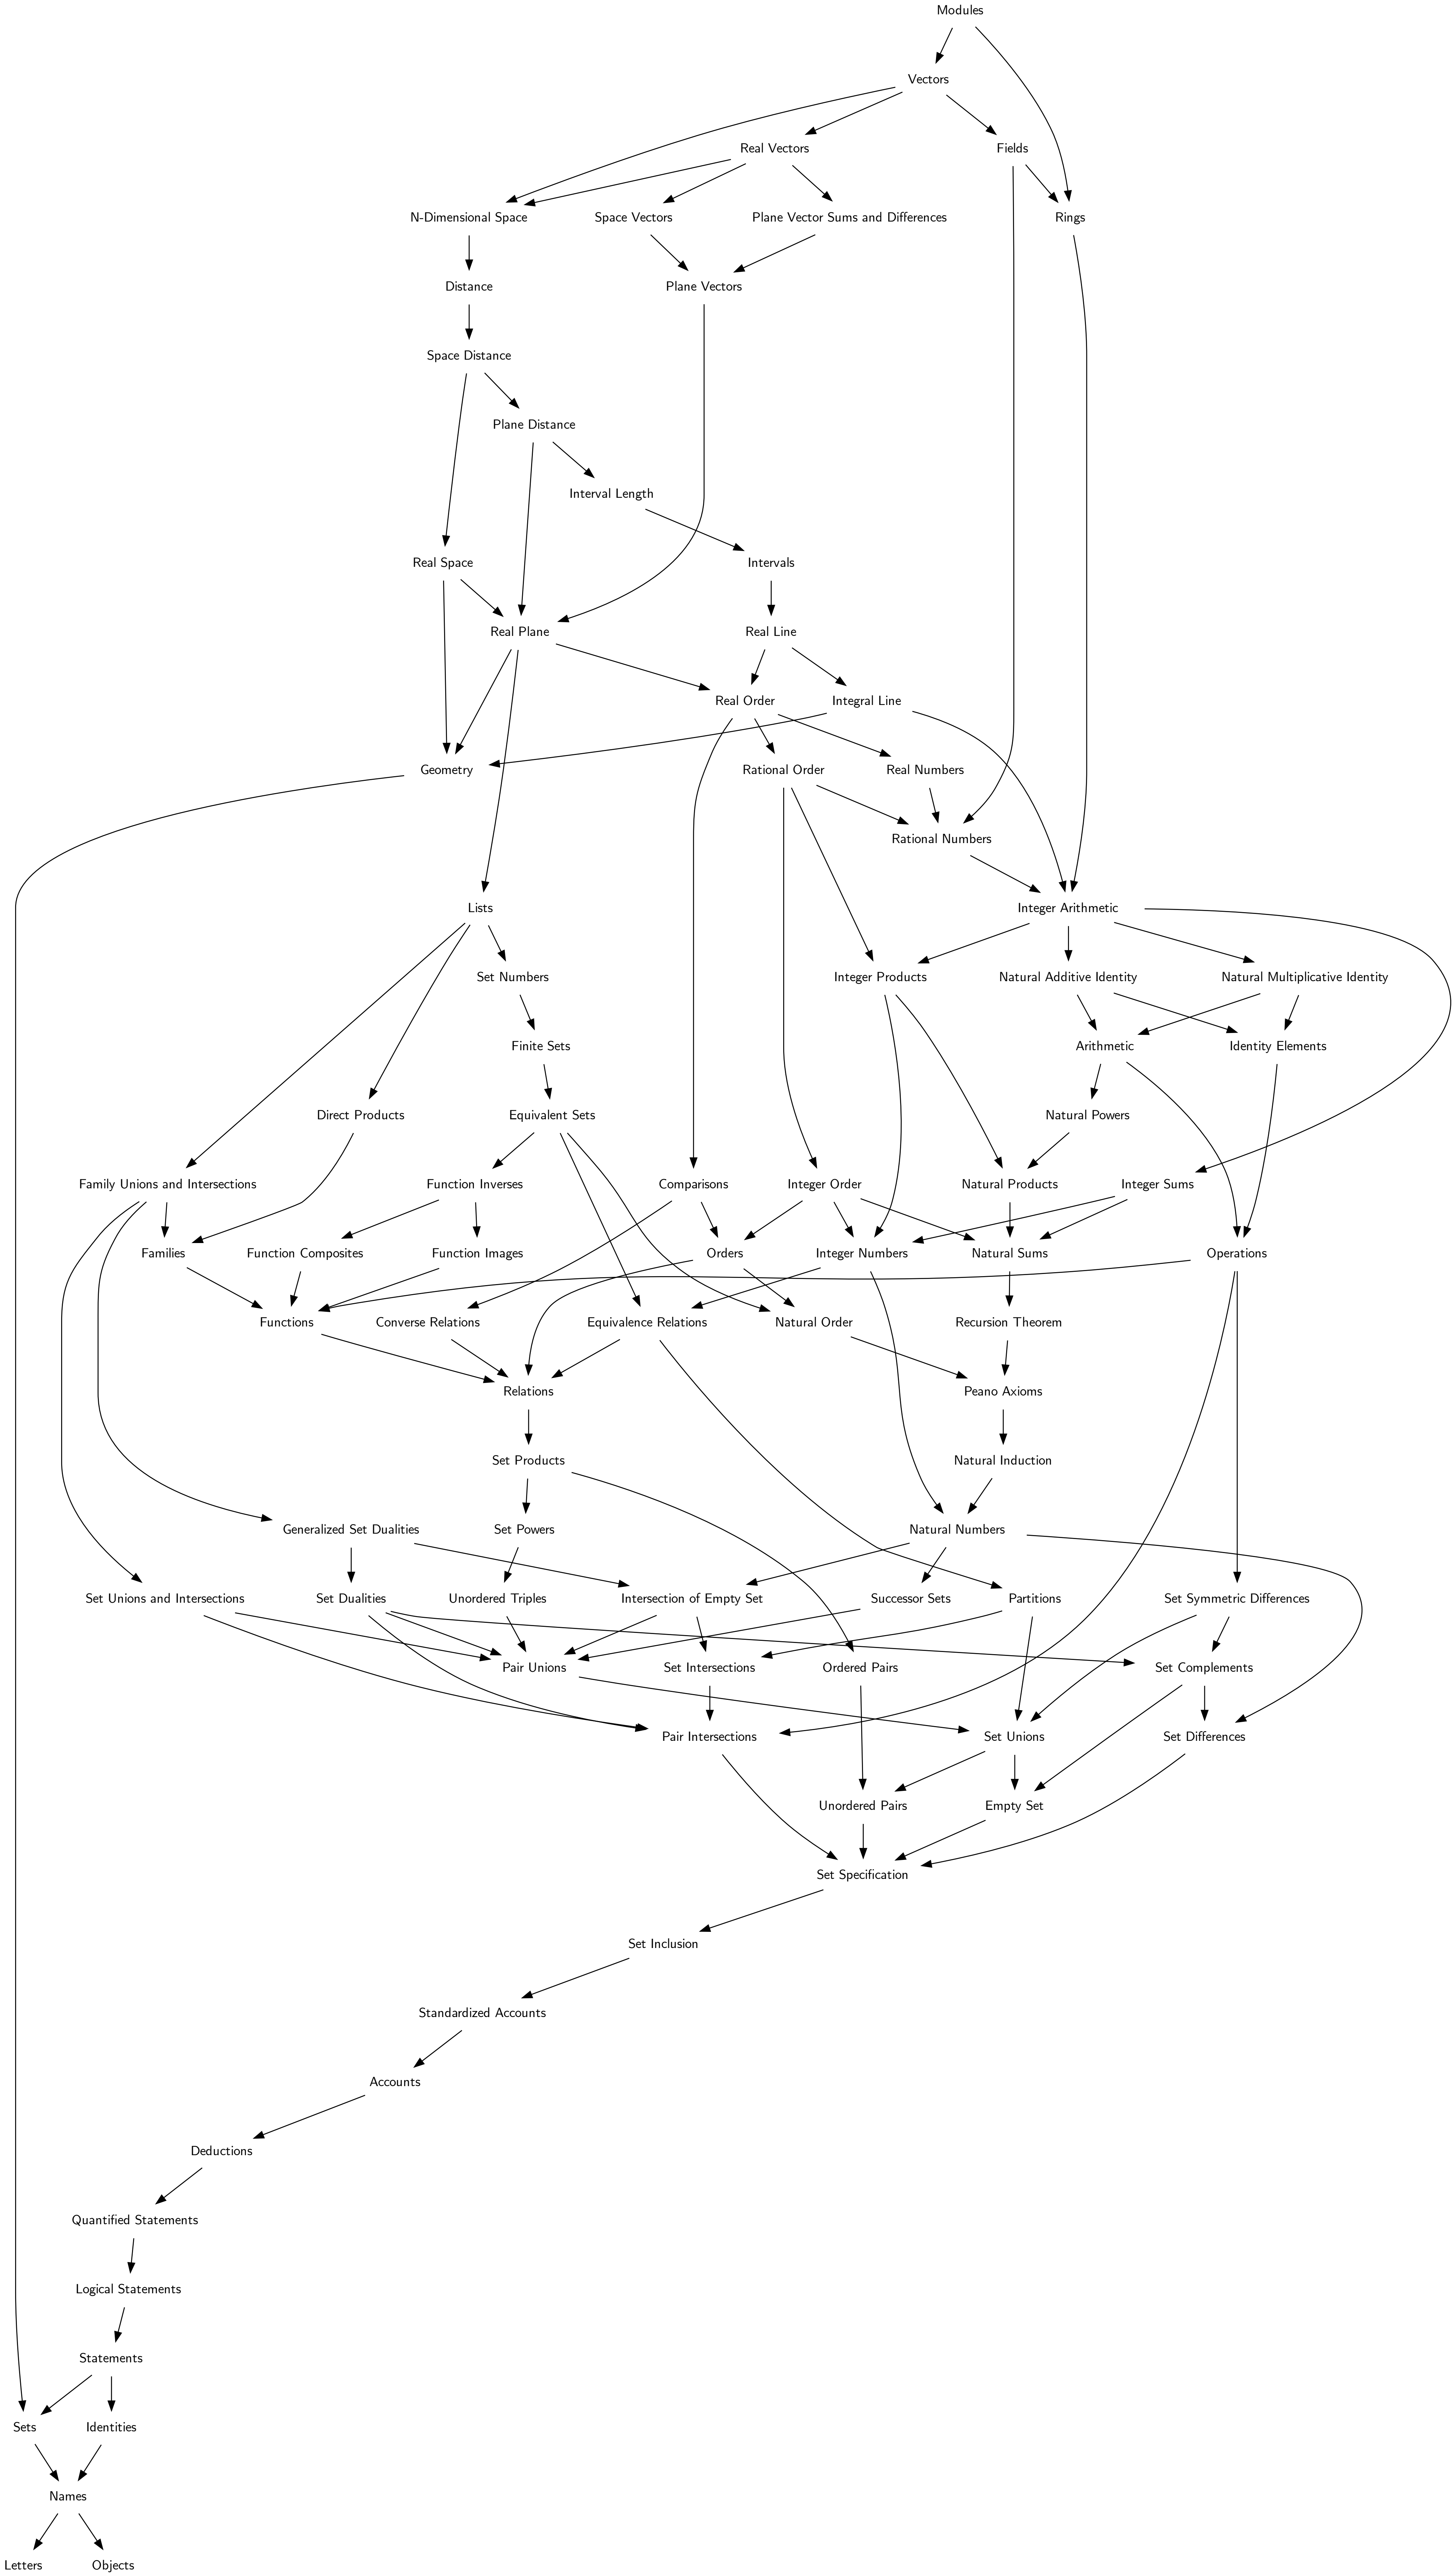 Modules
Vectors
Real Vectors
Fields
N-Dimensional Space
Space Vectors
Plane Vector Sums and Differences
Rings
Distance
Plane Vectors
Space Distance
Plane Distance
Interval Length
Real Space
Intervals
Real Plane
Real Line
Real Order
Integral Line
Geometry
Rational Order
Real Numbers
Rational Numbers
Lists
Integer Arithmetic
Set Numbers
Integer Products
Natural Additive Identity
Natural Multiplicative Identity
Finite Sets
Arithmetic
Identity Elements
Direct Products
Equivalent Sets
Natural Powers
Family Unions and Intersections
Function Inverses
Comparisons
Integer Order
Natural Products
Integer Sums
Families
Function Composites
Function Images
Orders
Integer Numbers
Natural Sums
Operations
Functions
Converse Relations
Equivalence Relations
Natural Order
Recursion Theorem
Relations
Peano Axioms
Set Products
Natural Induction
Generalized Set Dualities
Set Powers
Natural Numbers
Set Unions and Intersections
Set Dualities
Unordered Triples
Intersection of Empty Set
Successor Sets
Partitions
Set Symmetric Differences
Pair Unions
Set Intersections
Ordered Pairs
Set Complements
Pair Intersections
Set Unions
Set Differences
Unordered Pairs
Empty Set
Set Specification
Set Inclusion
Standardized Accounts
Accounts
Deductions
Quantified Statements
Logical Statements
Statements
Sets
Identities
Names
Letters
Objects